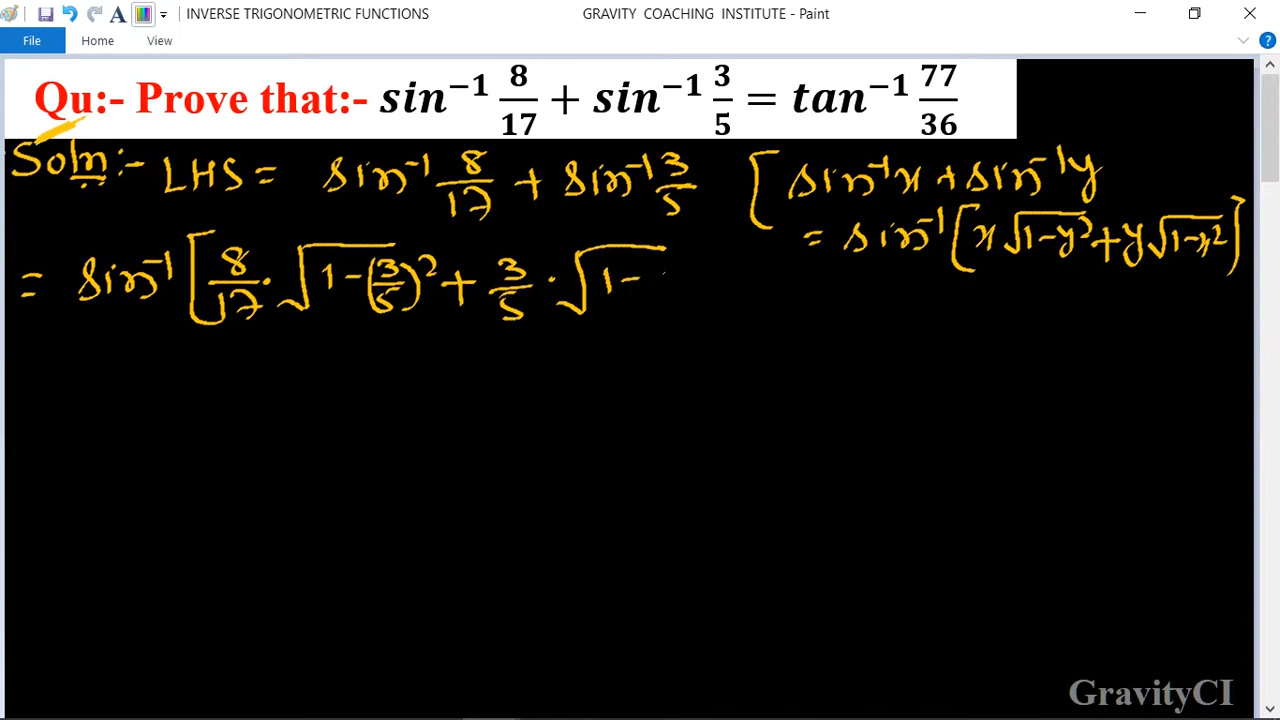 INVERSE TRIGONOMETRIC FUNCTIONS GRAVITY COACHING INSTITUTE - Paint
File Home View
Qu:- Prove that:- sin⁻¹ 8/17 + sin⁻¹ 3/5 = tan⁻¹ 77/36
Soln:- LHS = sin⁻¹ 8/17 + sin⁻¹ 3/5 [sin⁻¹x + sin⁻¹y
= sin⁻¹[x√(1-y²) + y√(1-x²)]
= sin⁻¹[8/17 · √(1-(3/5)²) + 3/5 · √(1-
GravityCI